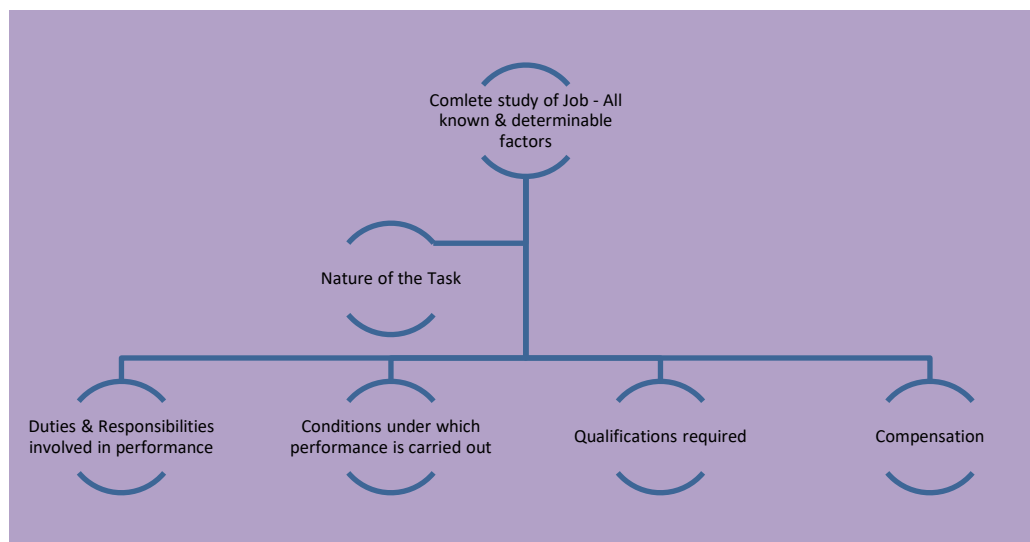 Comlete study of Job - All
known & determinable
factors
Nature of the Task
Duties & Responsibilities
involved in performance
Conditions under which
performance is carried out
Qualifications required
Compensation